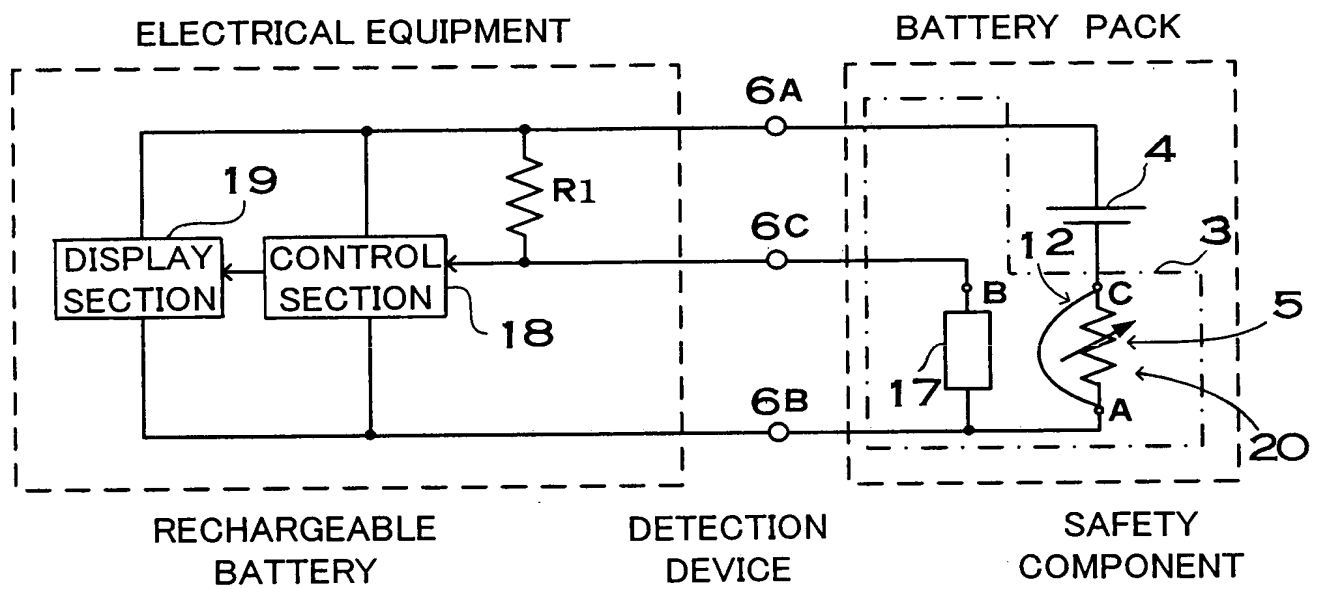 ELECTRICAL EQUIPMENT
BATTERY PACK
6A
4
19
R1
6C
12
3
DISPLAY
SECTION
CONTROL
SECTION
B
C
5
18
17
6B
A
20
RECHARGEABLE
BATTERY
DETECTION
DEVICE
SAFETY
COMPONENT